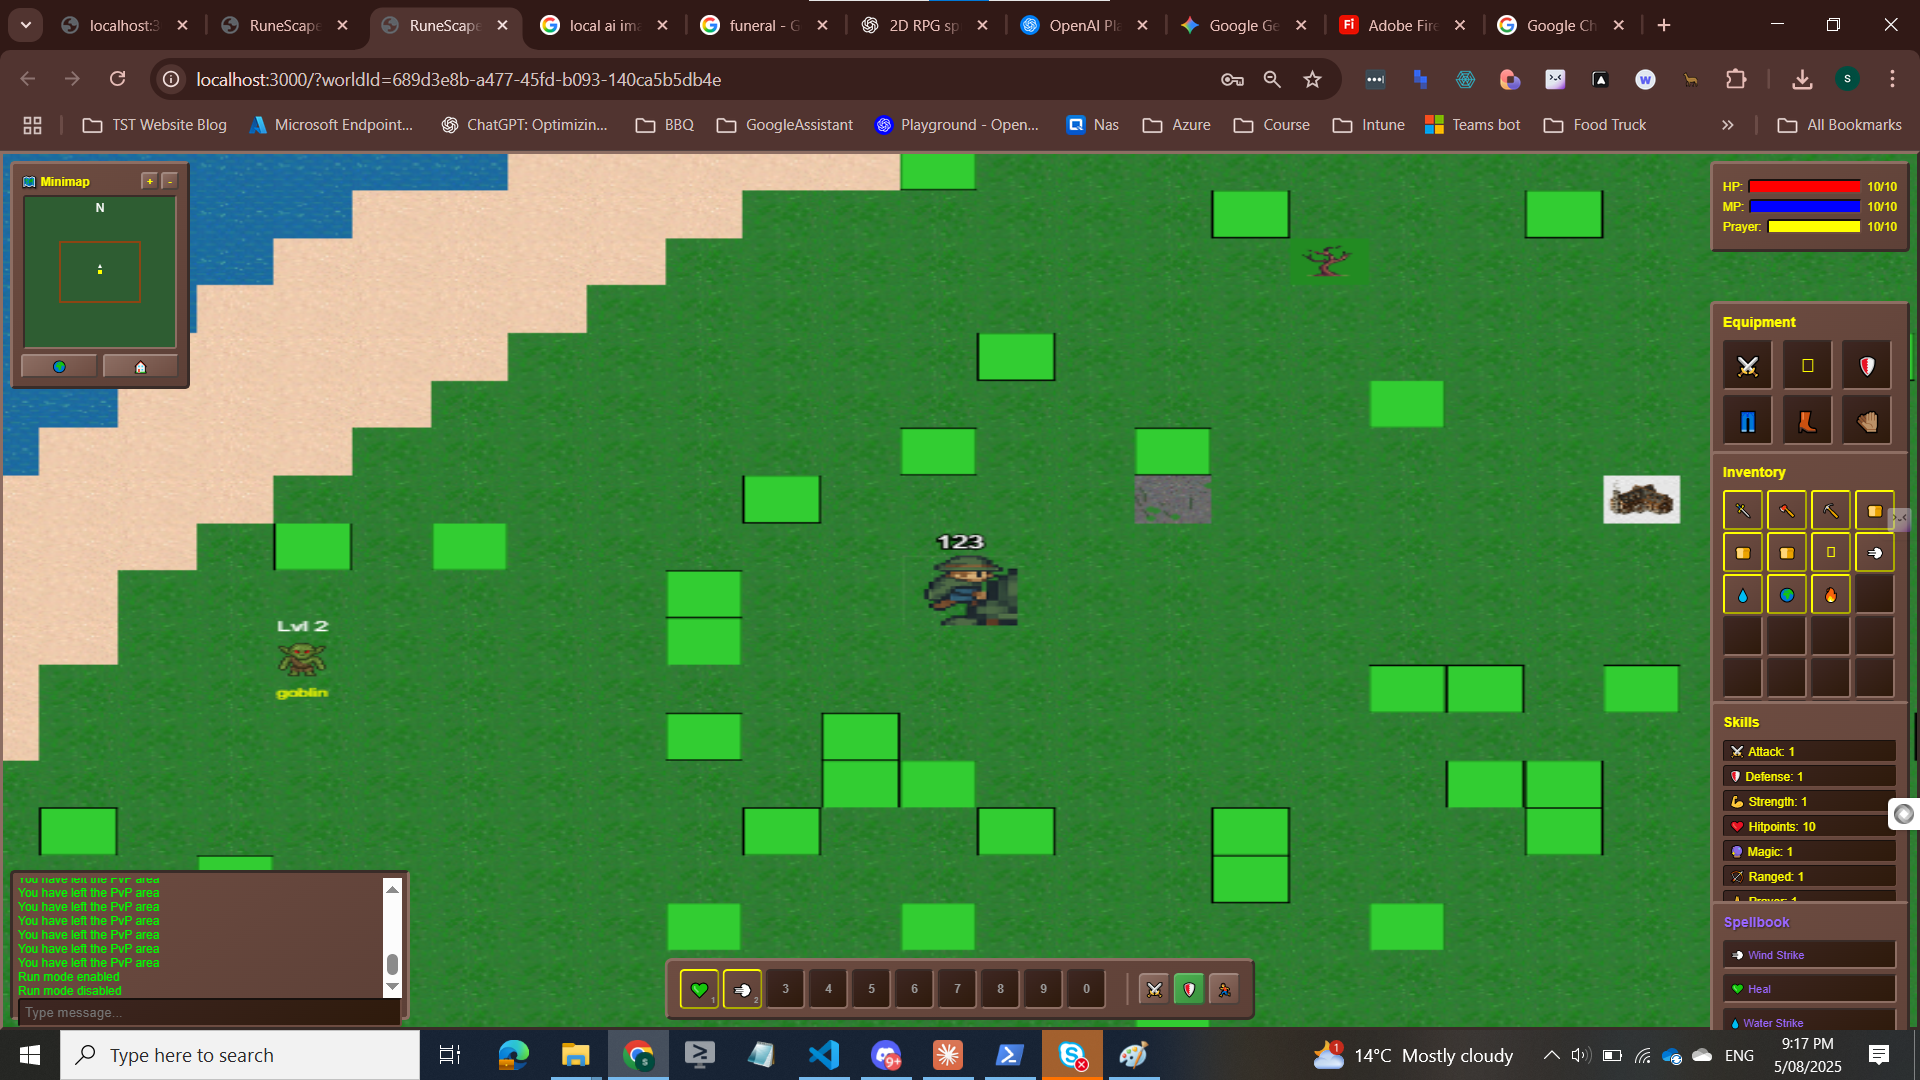 localhost:3
RuneScape
RuneScape
local ai im
funeral - G
2D RPG sp
OpenAI Pl
Google Ge
Adobe Fire
Google Ch
localhost:3000/?worldId=689d3e8b-a477-45fd-b093-140ca5b5db4e
TST Website Blog
Microsoft Endpoint...
ChatGPT: Optimizin...
BBQ
GoogleAssistant
Playground - Open...
Nas
Azure
Course
Intune
Teams bot
Food Truck
All Bookmarks
Minimap
+
-
N
HP: 10/10
MP: 10/10
Prayer: 10/10
Equipment
Inventory
123
Lvl 2
goblin
Skills
Attack: 1
Defense: 1
Strength: 1
Hitpoints: 10
Magic: 1
Ranged: 1
Prayer: 1
Spellbook
Wind Strike
Heal
Water Strike
You have left the PvP area
You have left the PvP area
You have left the PvP area
You have left the PvP area
You have left the PvP area
You have left the PvP area
You have left the PvP area
Run mode enabled
Run mode disabled
Type message...
1
2
3
4
5
6
7
8
9
0
Type here to search
9+
1
14°C Mostly cloudy
ENG
9:17 PM
5/08/2025